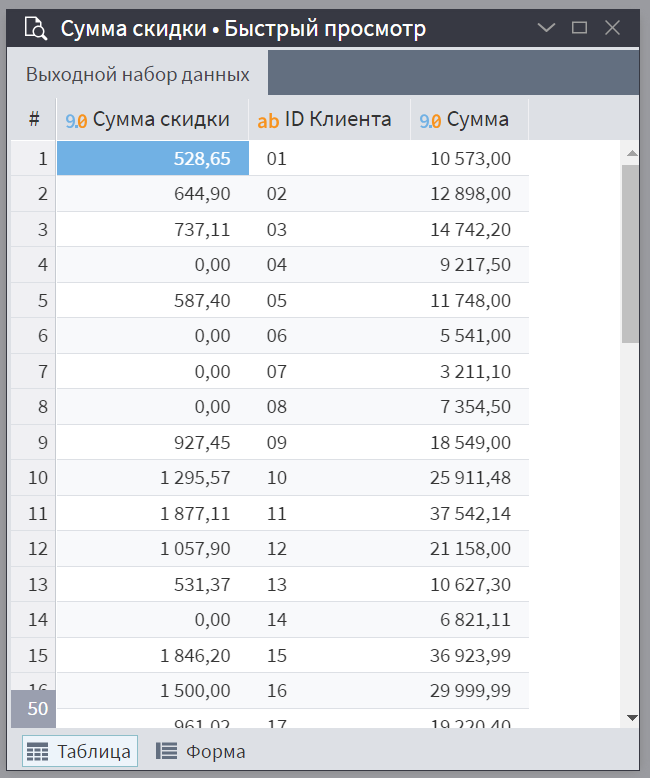 Сумма скидки • Быстрый просмотр
Выходной набор данных
# 9.0 Сумма скидки ab ID Клиента 9.0 Сумма
1 528,65 01 10 573,00
2 644,90 02 12 898,00
3 737,11 03 14 742,20
4 0,00 04 9 217,50
5 587,40 05 11 748,00
6 0,00 06 5 541,00
7 0,00 07 3 211,10
8 0,00 08 7 354,50
9 927,45 09 18 549,00
10 1 295,57 10 25 911,48
11 1 877,11 11 37 542,14
12 1 057,90 12 21 158,00
13 531,37 13 10 627,30
14 0,00 14 6 821,11
15 1 846,20 15 36 923,99
16 1 500,00 16 29 999,99
50 961,02 17 19 220,40
Таблица Форма